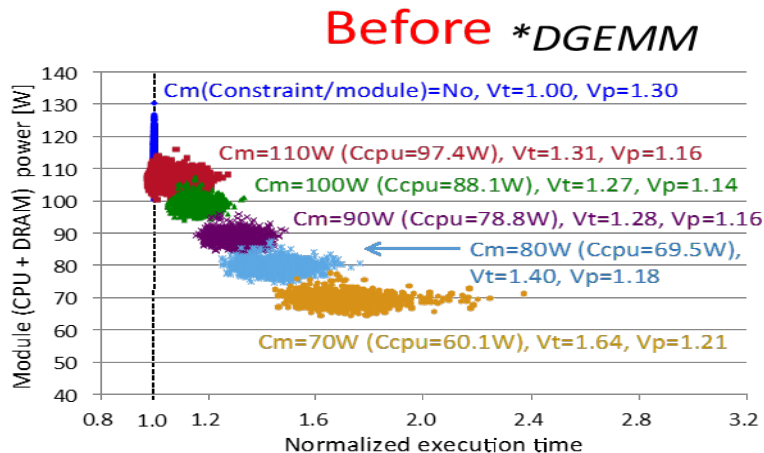 Before *DGEMM
Module (CPU + DRAM) power [W]
140
130
120
110
100
90
80
70
60
50
40
Cm(Constraint/module)=No, Vt=1.00, Vp=1.30
Cm=110W (Ccpu=97.4W), Vt=1.31, Vp=1.16
Cm=100W (Ccpu=88.1W), Vt=1.27, Vp=1.14
Cm=90W (Ccpu=78.8W), Vt=1.28, Vp=1.16
Cm=80W (Ccpu=69.5W),
Vt=1.40, Vp=1.18
Cm=70W (Ccpu=60.1W), Vt=1.64, Vp=1.21
0.8 1.0 1.2 1.6 2.0 2.4 2.8 3.2
Normalized execution time